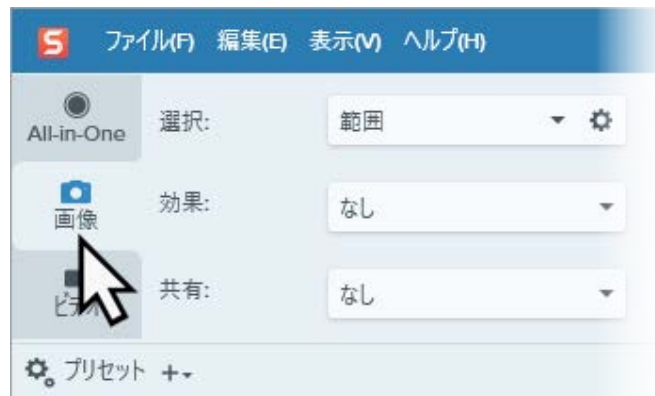 S ファイル(F) 編集(E) 表示(V) ヘルプ(H)
All-in-One
選択: 範囲
画像
効果: なし
共有: なし
プリセット +